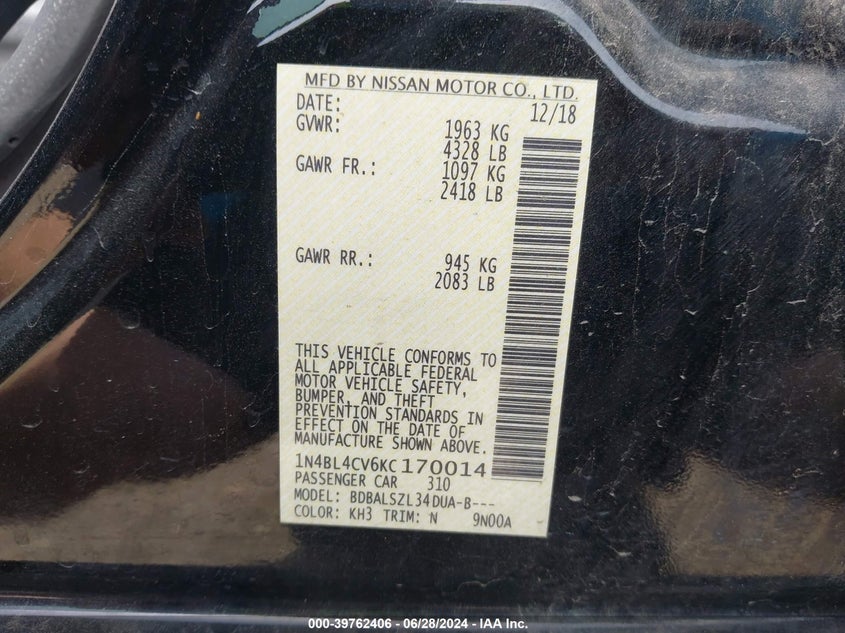 MFD BY NISSAN MOTOR CO., LTD.
DATE: 12/18
GVWR: 1963 KG
4328 LB
GAWR FR.: 1097 KG
2418 LB
GAWR RR.: 945 KG
2083 LB
THIS VEHICLE CONFORMS TO
ALL APPLICABLE FEDERAL
MOTOR VEHICLE SAFETY,
BUMPER, AND THEFT
PREVENTION STANDARDS IN
EFFECT ON THE DATE OF
MANUFACTURE SHOWN ABOVE.
1N4BL4CV6KC170014
PASSENGER CAR 310
MODEL: BDBALSZL34DUA-B---
COLOR: KH3 TRIM: N 9N00A
000-39762406 - 06/28/2024 - IAA Inc.